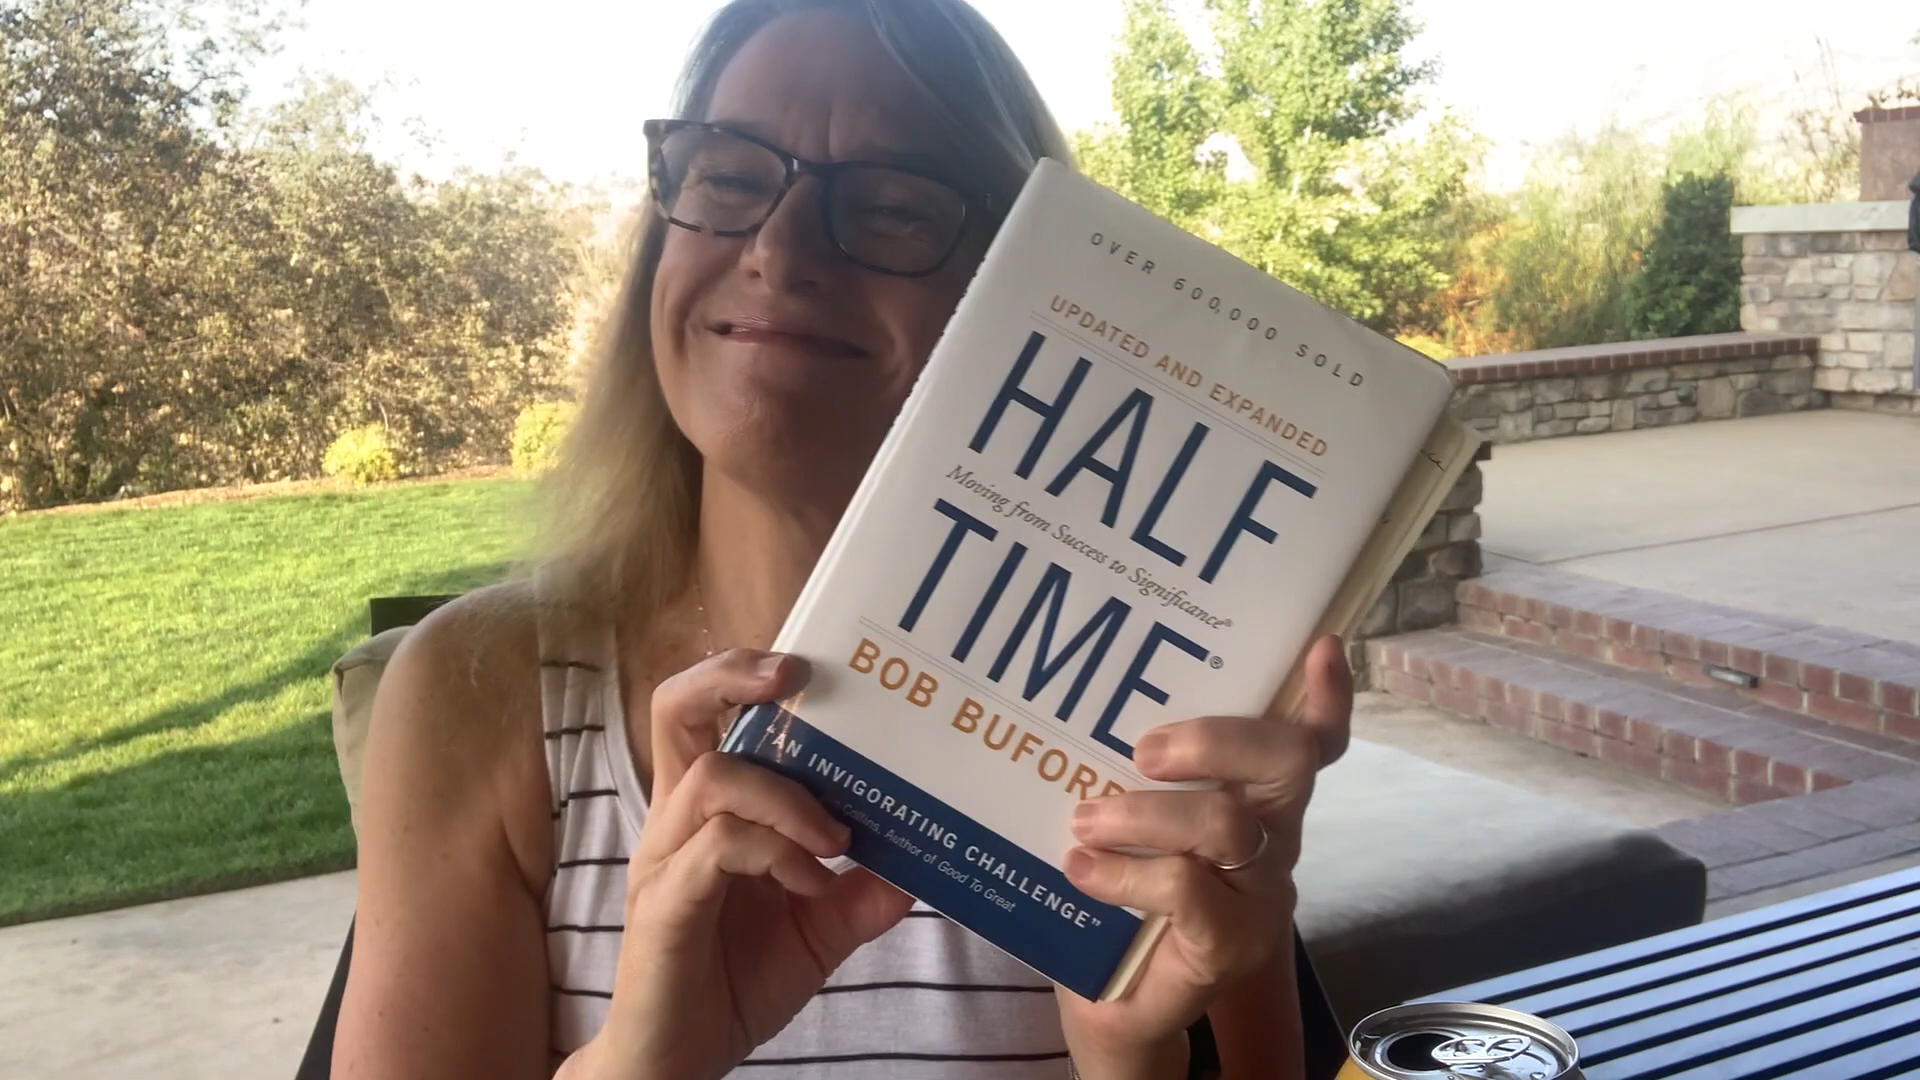 OVER 600,000 SOLD
UPDATED AND EXPANDED
HALF
Moving from Success to Significance®
TIME®
BOB BUFORD
"AN INVIGORATING CHALLENGE"
Collins, Author of Good To Great